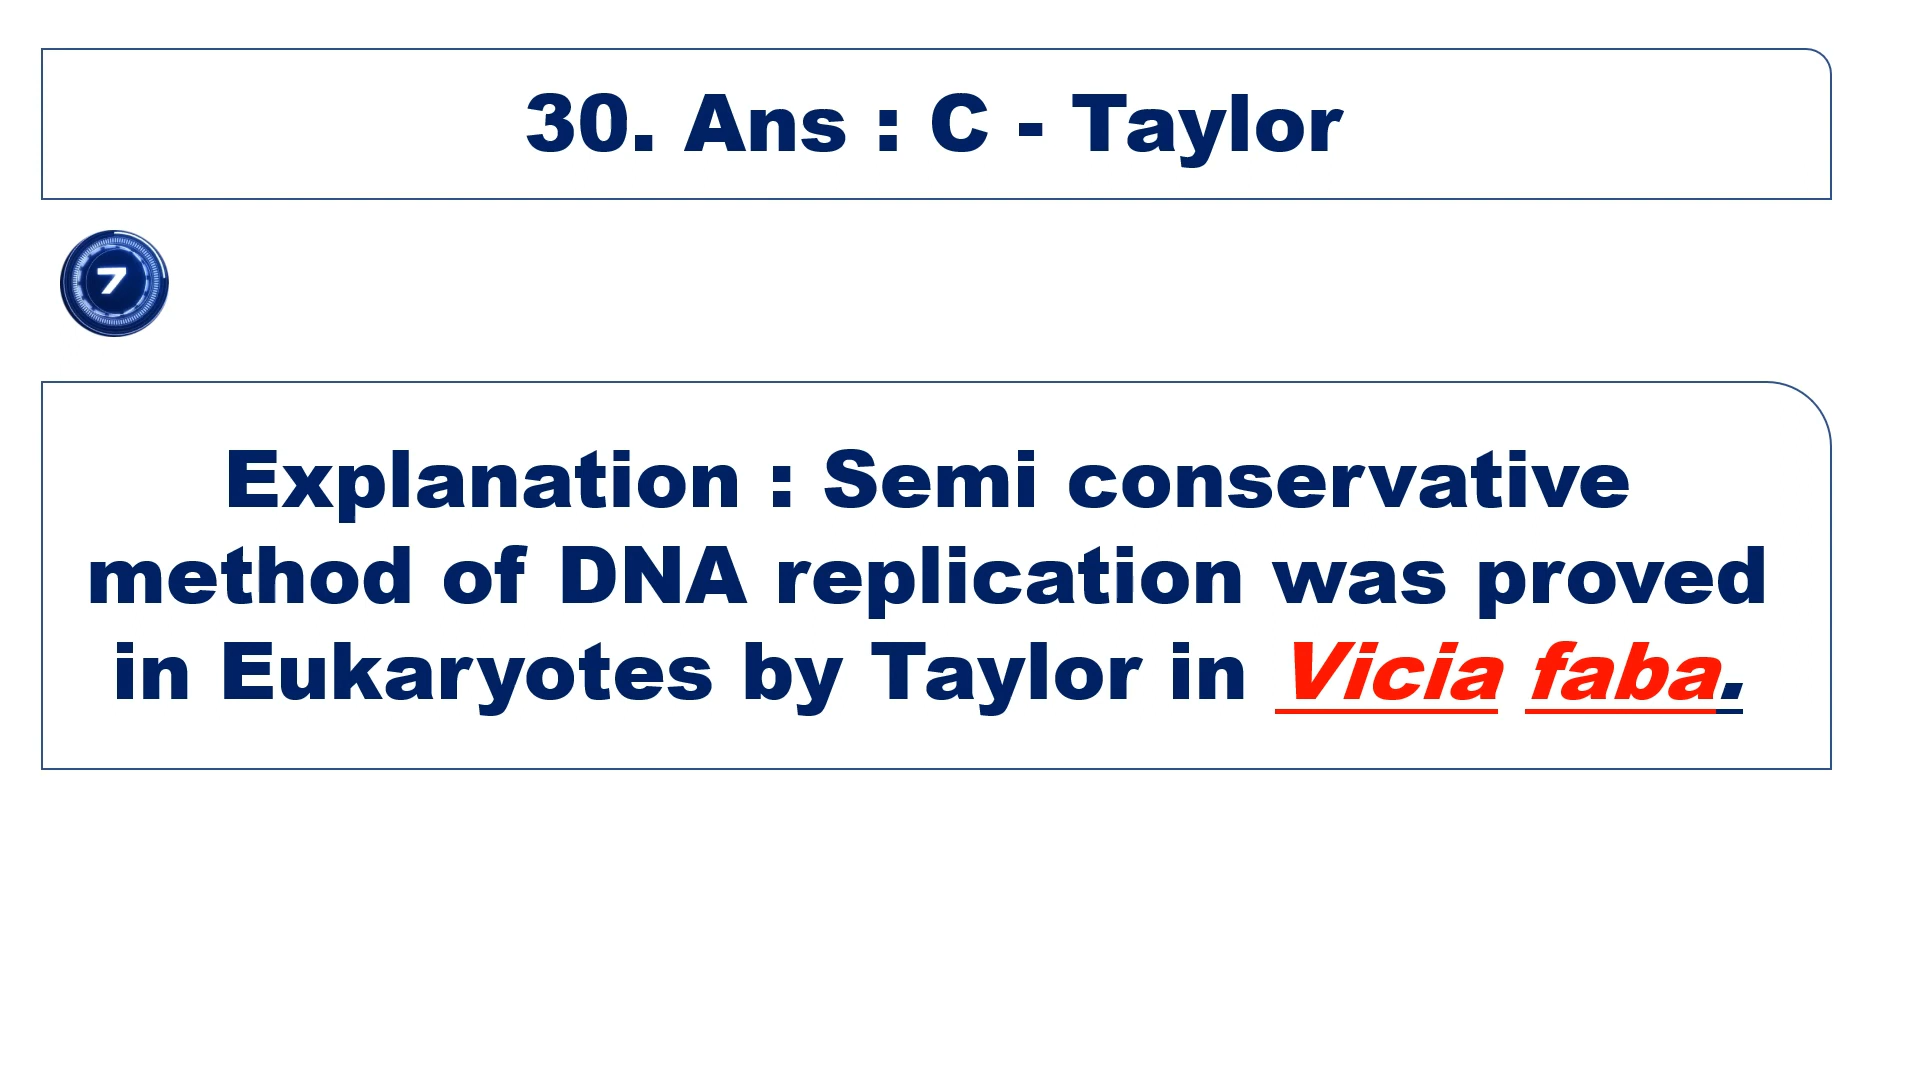 30. Ans : C - Taylor
7
Explanation : Semi conservative
method of DNA replication was proved
in Eukaryotes by Taylor in Vicia faba.